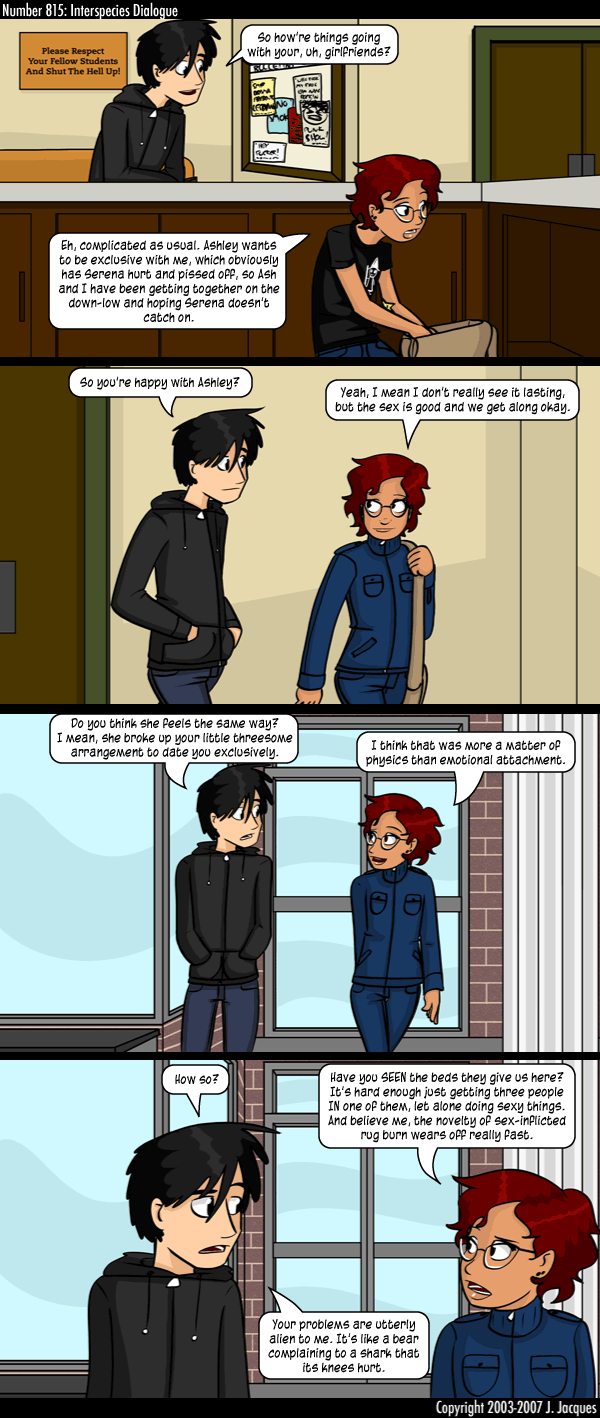 Number 815: Interspecies Dialogue
Please Respect
Your Fellow Students
And Shut The Hell Up!
So how're things going
with your, uh, girlfriends?
Eh, complicated as usual. Ashley wants
to be exclusive with me, which obviously
has Serena hurt and pissed off, so Ash
and I have been getting together on the
down-low and hoping Serena doesn't
catch on.
So you're happy with Ashley?
Yeah, I mean I don't really see it lasting,
but the sex is good and we get along okay.
Do you think she feels the same way?
I mean, she broke up your little threesome
arrangement to date you exclusively.
I think that was more a matter of
physics than emotional attachment.
How so?
Have you SEEN the beds they give us here?
It's hard enough just getting three people
IN one of them, let alone doing sexy things.
And believe me, the novelty of sex-inflicted
rug burn wears off really fast.
Your problems are utterly
alien to me. It's like a bear
complaining to a shark that
its knees hurt.
Copyright 2003-2007 J. Jacques